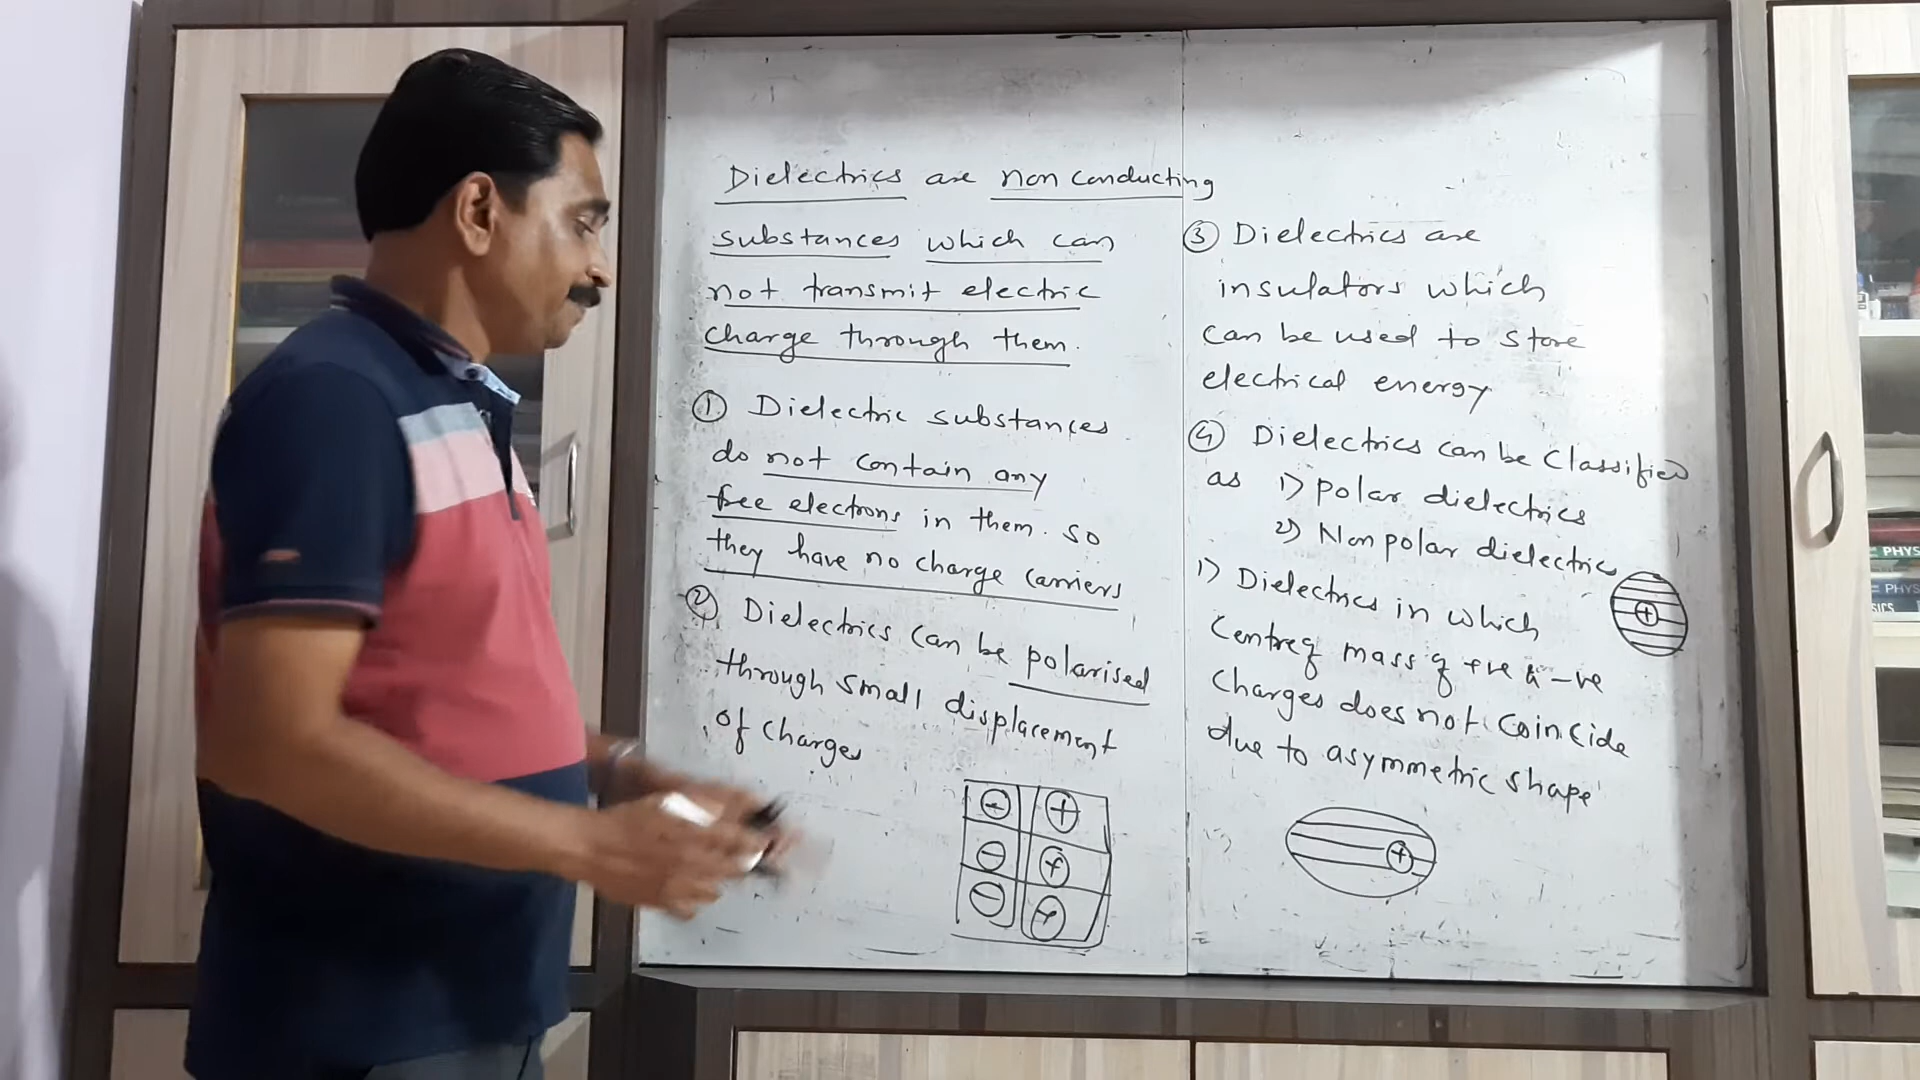 Dielectrics are non conducting
substances which can
not transmit electric
charge through them.
① Dielectric substances
do not contain any
free electrons in them. So
they have no charge carriers
② Dielectrics can be polarised
through small displacement
of charges
- +
- +
- +
③ Dielectrics are
insulators which
can be used to store
electrical energy
④ Dielectrics can be classified
as 1) polar dielectrics
2) Non polar dielectrics
1) Dielectrics in which
Centre of mass of +ve & -ve
Charges does not Coincide
due to asymmetric shape
+
+
PHYS
PHYS
SICS